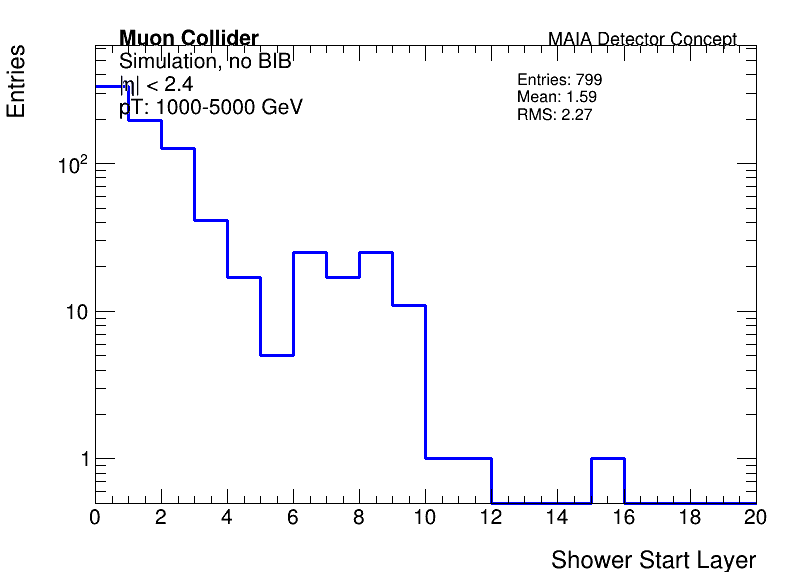 Muon Collider
MAIA Detector Concept
Simulation, no BIB
|η| < 2.4
pT: 1000-5000 GeV
Entries: 799
Mean: 1.59
RMS: 2.27
Entries
10²
10
1
0 2 4 6 8 10 12 14 16 18 20
Shower Start Layer